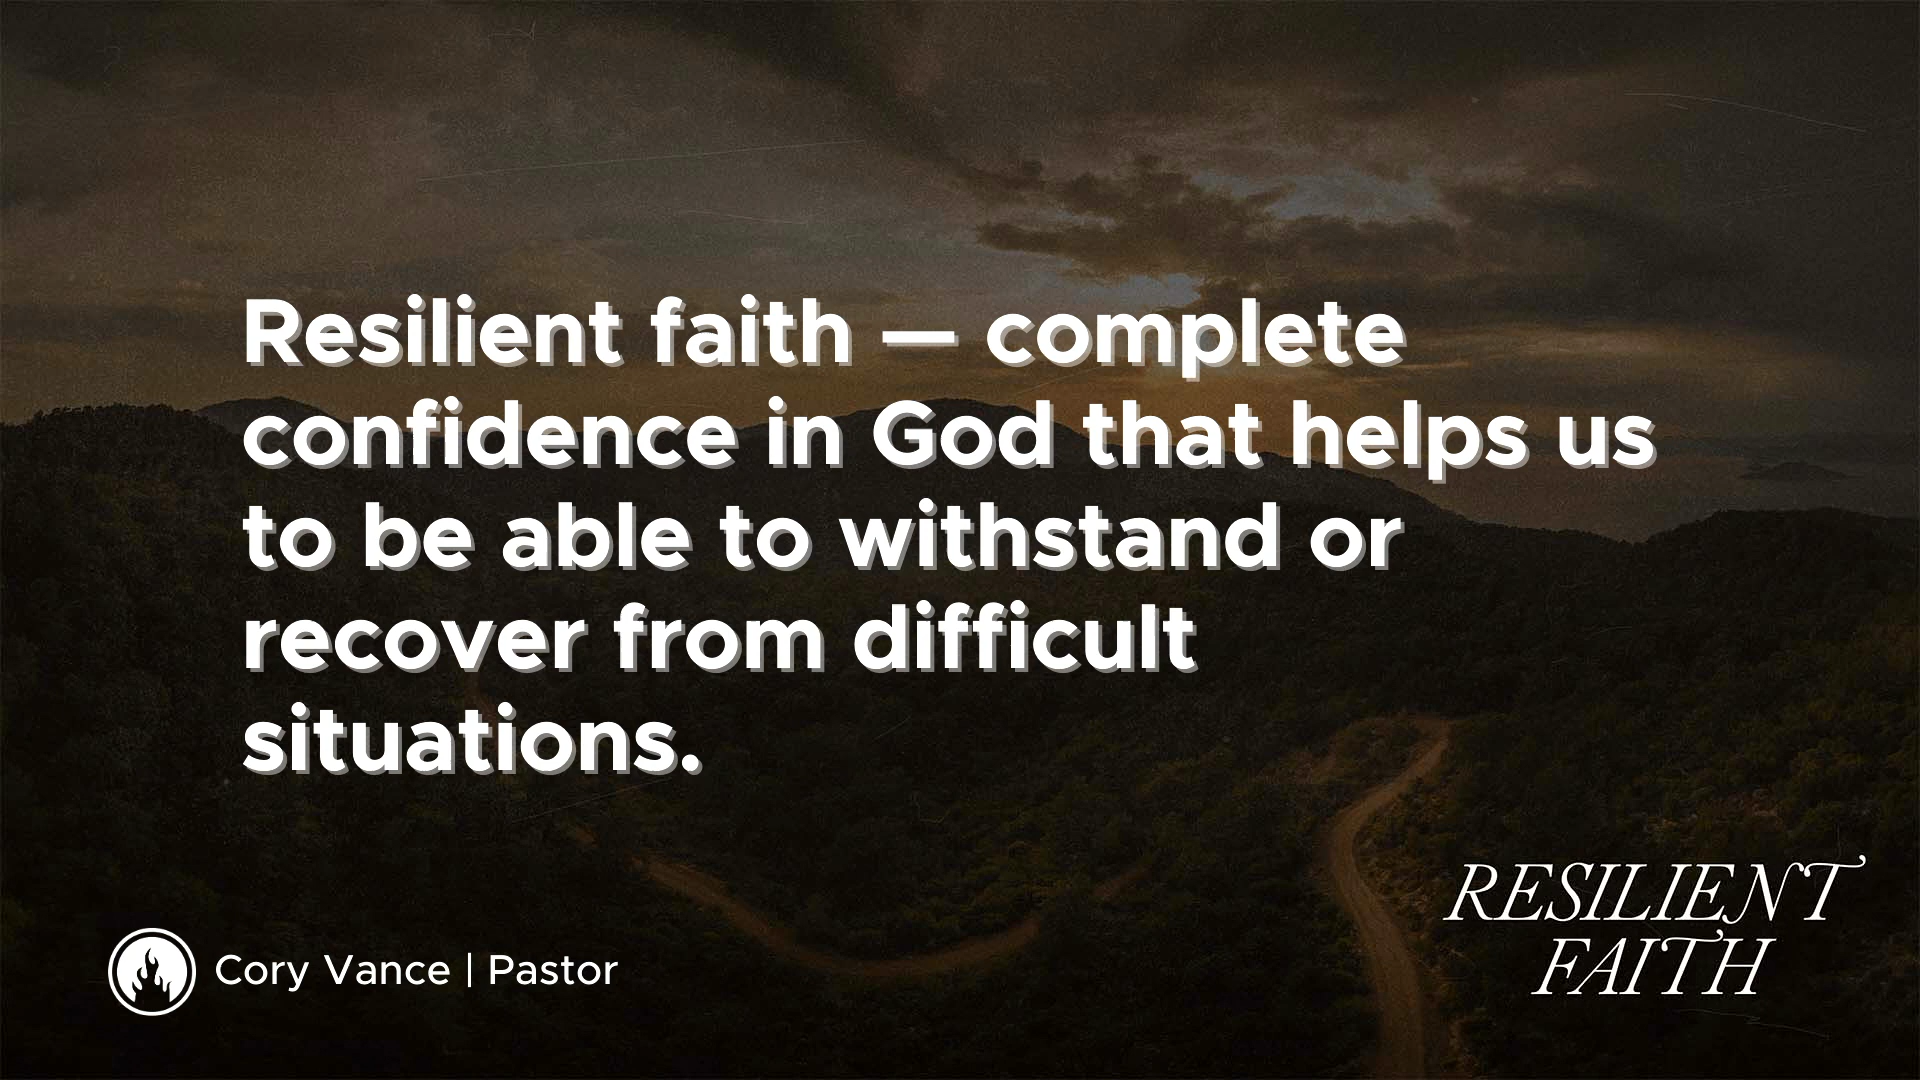 Resilient faith — complete
confidence in God that helps us
to be able to withstand or
recover from difficult
situations.
Cory Vance | Pastor
RESILIENT
FAITH